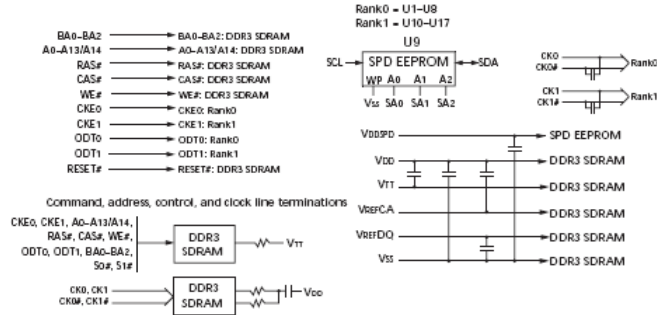 Rank0 = U1–U8
Rank1 = U10–U17
BA0-BA2 BA0-BA2: DDR3 SDRAM
A0-A13/A14 A0-A13/A14: DDR3 SDRAM
RAS# RAS#: DDR3 SDRAM
CAS# CAS#: DDR3 SDRAM
WE# WE#: DDR3 SDRAM
CKE0 CKE0: Rank0
CKE1 CKE1: Rank1
ODT0 ODT0: Rank0
ODT1 ODT1: Rank1
RESET# RESET#: DDR3 SDRAM
U9
SCL SPD EEPROM SDA
WP A0 A1 A2
VSS SA0 SA1 SA2
CK0
CK0# Rank0
CK1
CK1# Rank1
VDDSPD SPD EEPROM
VDD DDR3 SDRAM
VTT DDR3 SDRAM
VREFCA DDR3 SDRAM
VREFDQ DDR3 SDRAM
VSS DDR3 SDRAM
Command, address, control, and clock line terminations
CKE0, CKE1, A0-A13/A14,
RAS#, CAS#, WE#,
ODT0, ODT1, BA0-BA2,
S0#, S1#
DDR3
SDRAM
VTT
CK0, CK1
CK0#, CK1#
DDR3
SDRAM
VDD